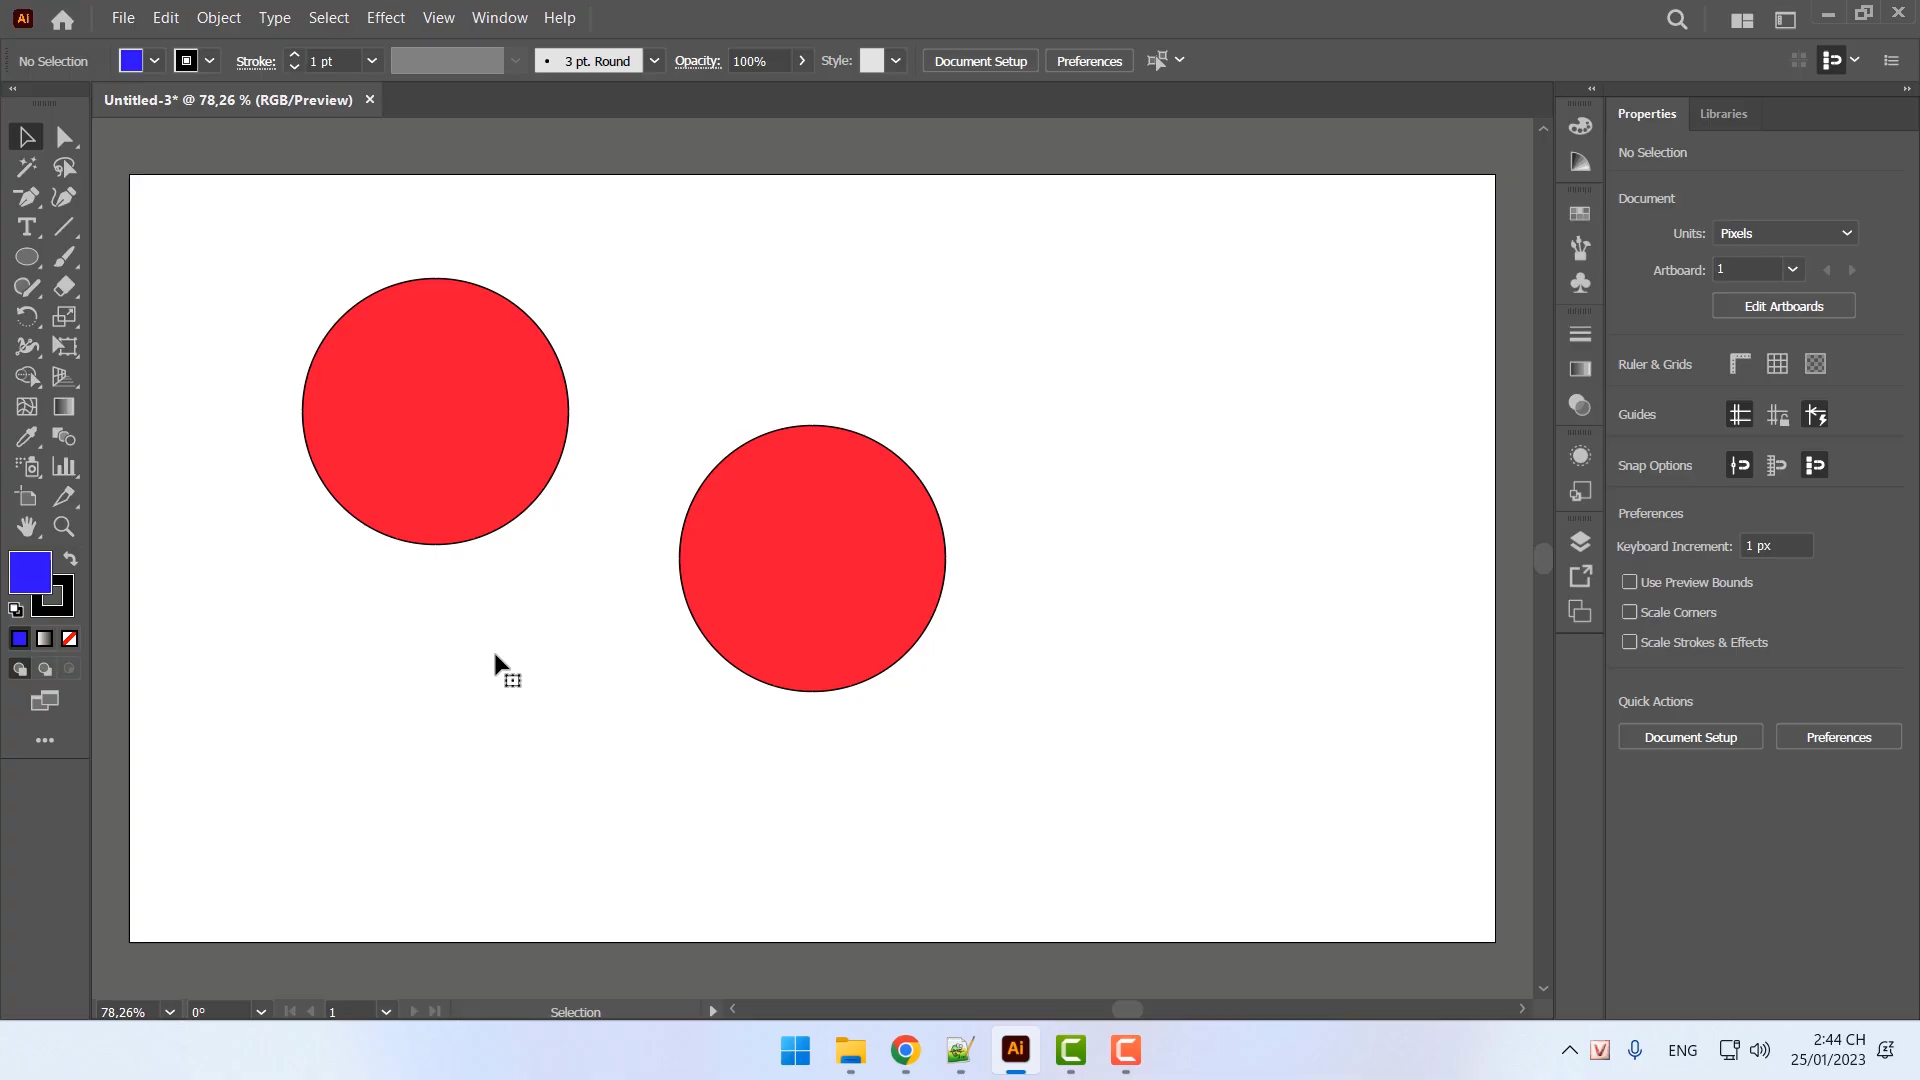 Ai File Edit Object Type Select Effect View Window Help
No Selection Stroke: 1 pt 3 pt. Round Opacity: 100% Style: Document Setup Preferences
Untitled-3* @ 78,26 % (RGB/Preview)
Properties Libraries
No Selection
Document
Units: Pixels
Artboard: 1
Edit Artboards
Ruler & Grids
Guides
Snap Options
Preferences
Keyboard Increment: 1 px
Use Preview Bounds
Scale Corners
Scale Strokes & Effects
Quick Actions
Document Setup Preferences
78,26% 0° 1 Selection
Ai
ENG
2:44 CH
25/01/2023